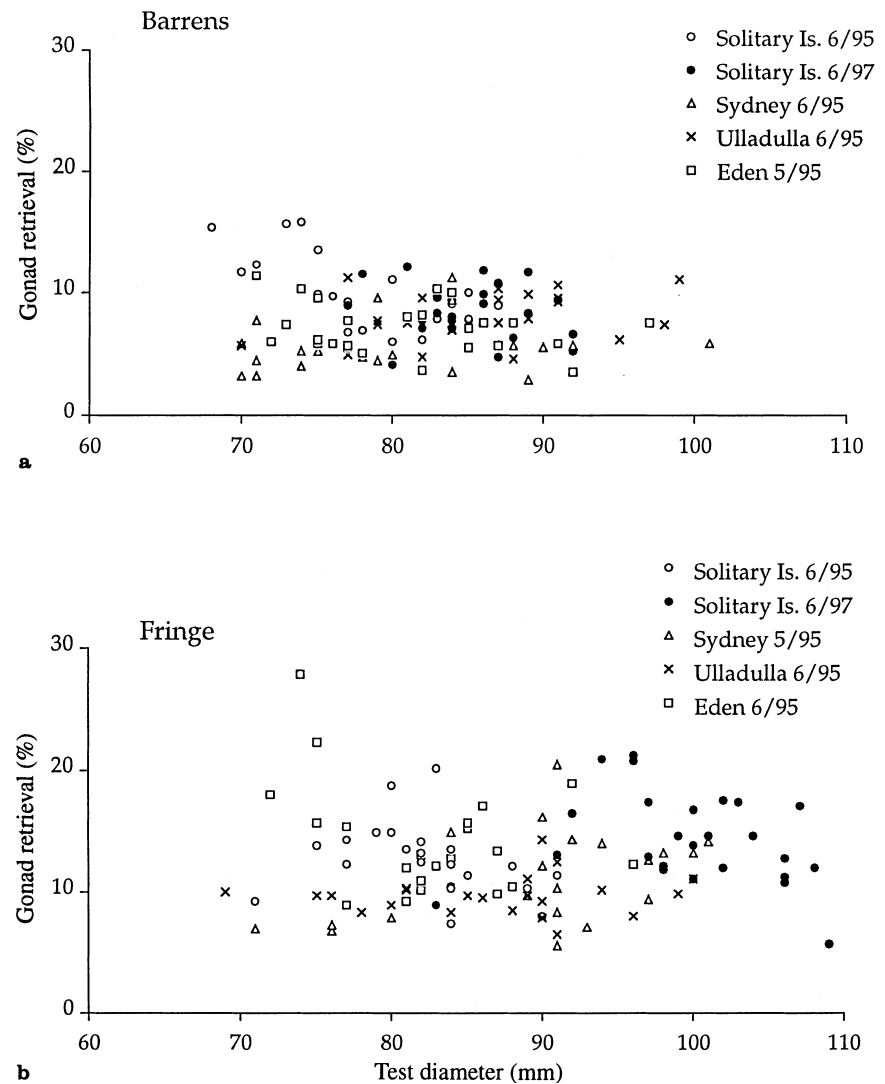 Barrens
Solitary Is. 6/95
Solitary Is. 6/97
Sydney 6/95
Ulladulla 6/95
Eden 5/95
Gonad retrieval (%)
30
20
10
0
60 70 80 90 100 110
a
Fringe
Solitary Is. 6/95
Solitary Is. 6/97
Sydney 5/95
Ulladulla 6/95
Eden 6/95
Gonad retrieval (%)
30
20
10
0
60 70 80 90 100 110
b
Test diameter (mm)